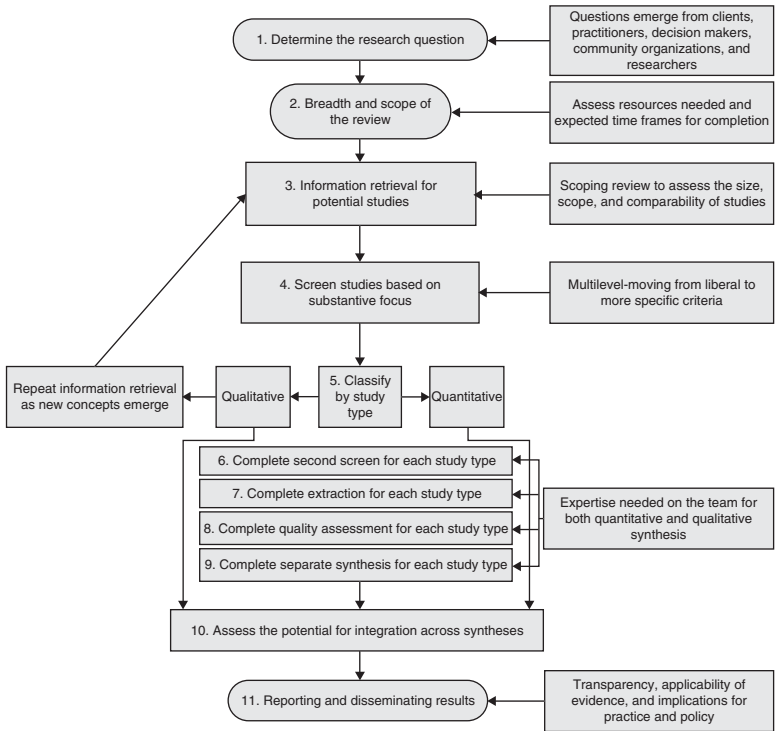 1. Determine the research question
Questions emerge from clients,
practitioners, decision makers,
community organizations, and
researchers
2. Breadth and scope of
the review
Assess resources needed and
expected time frames for completion
3. Information retrieval for
potential studies
Scoping review to assess the size,
scope, and comparability of studies
4. Screen studies based on
substantive focus
Multilevel-moving from liberal to
more specific criteria
Repeat information retrieval
as new concepts emerge
Qualitative
5. Classify
by study
type
Quantitative
6. Complete second screen for each study type
7. Complete extraction for each study type
8. Complete quality assessment for each study type
9. Complete separate synthesis for each study type
Expertise needed on the team for
both quantitative and qualitative
synthesis
10. Assess the potential for integration across syntheses
11. Reporting and disseminating results
Transparency, applicability of
evidence, and implications for
practice and policy